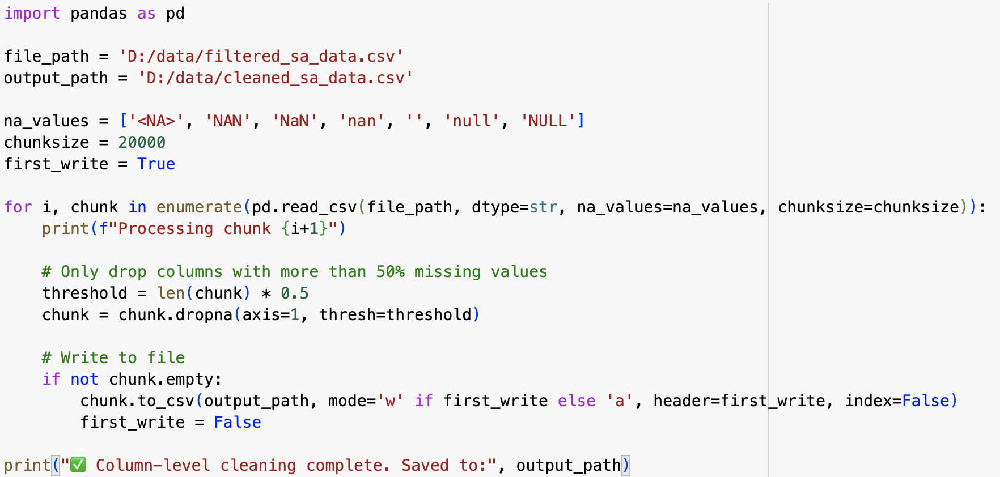 import pandas as pd
file_path = 'D:/data/filtered_sa_data.csv'
output_path = 'D:/data/cleaned_sa_data.csv'
na_values = ['<NA>', 'NAN', 'NaN', 'nan', '', 'null', 'NULL']
chunksize = 20000
first_write = True
for i, chunk in enumerate(pd.read_csv(file_path, dtype=str, na_values=na_values, chunksize=chunksize)):
    print(f"Processing chunk {i+1}")
    # Only drop columns with more than 50% missing values
    threshold = len(chunk) * 0.5
    chunk = chunk.dropna(axis=1, thresh=threshold)
    # Write to file
    if not chunk.empty:
        chunk.to_csv(output_path, mode='w' if first_write else 'a', header=first_write, index=False)
        first_write = False
print("✅ Column-level cleaning complete. Saved to:", output_path)